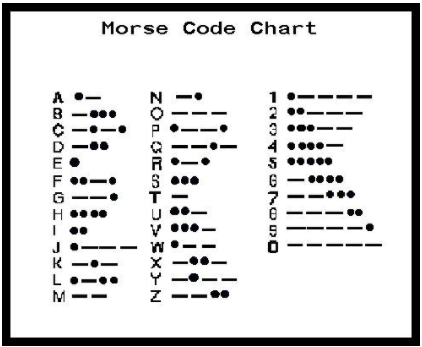 Morse Code Chart
A •—
B —•••
C —•—•
D —••
E •
F ••—•
G ——•
H ••••
I ••
J •———
K —•—
L •—••
M ——
N —•
O ———
P •——•
Q ——•—
R •—•
S •••
T —
U ••—
V •••—
W •——
X —••—
Y —•——
Z ——••
1 •————
2 ••———
3 •••——
4 ••••—
5 •••••
6 —••••
7 ——•••
8 ———••
9 ————•
0 —————